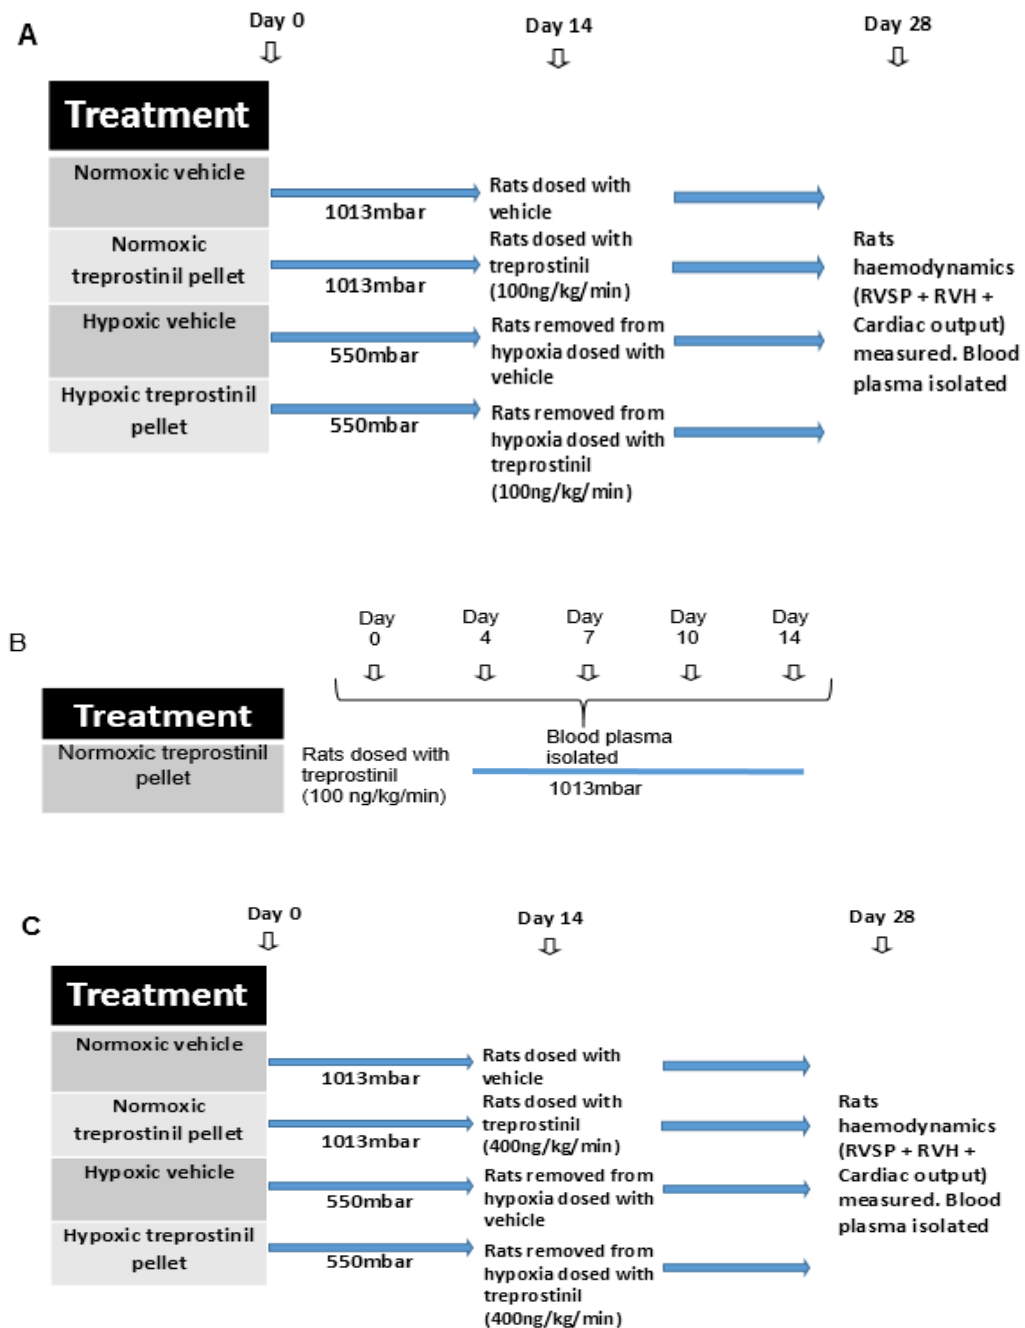 A
Day 0
Day 14
Day 28
Treatment
Normoxic vehicle
1013mbar
Rats dosed with
vehicle
Normoxic
treprostinil pellet
1013mbar
Rats dosed with
treprostinil
(100ng/kg/min)
Hypoxic vehicle
550mbar
Rats removed from
hypoxia dosed with
vehicle
Hypoxic treprostinil
pellet
550mbar
Rats removed from
hypoxia dosed with
treprostinil
(100ng/kg/min)
Rats
haemodynamics
(RVSP + RVH +
Cardiac output)
measured. Blood
plasma isolated
B
Day
0
Day
4
Day
7
Day
10
Day
14
Treatment
Normoxic treprostinil
pellet
Rats dosed with
treprostinil
(100 ng/kg/min)
Blood plasma
isolated
1013mbar
C
Day 0
Day 14
Day 28
Treatment
Normoxic vehicle
1013mbar
Rats dosed with
vehicle
Normoxic
treprostinil pellet
1013mbar
Rats dosed with
treprostinil
(400ng/kg/min)
Hypoxic vehicle
550mbar
Rats removed from
hypoxia dosed with
vehicle
Hypoxic treprostinil
pellet
550mbar
Rats removed from
hypoxia dosed with
treprostinil
(400ng/kg/min)
Rats
haemodynamics
(RVSP + RVH +
Cardiac output)
measured. Blood
plasma isolated